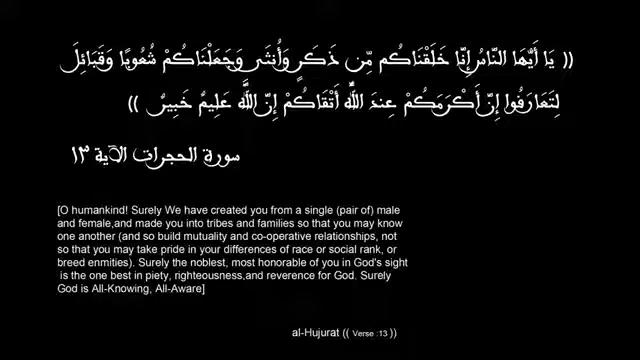 (( يَا أَيُّهَا النَّاسُ إِنَّا خَلَقْنَاكُم مِّن ذَكَرٍ وَأُنثَى وَجَعَلْنَاكُمْ شُعُوبًا وَقَبَائِلَ
لِتَعَارَفُوا إِنَّ أَكْرَمَكُمْ عِندَ اللَّهِ أَتْقَاكُمْ إِنَّ اللَّهَ عَلِيمٌ خَبِيرٌ ))
سورة الحجرات الآية ١٣
[O humankind! Surely We have created you from a single (pair of) male
and female,and made you into tribes and families so that you may know
one another (and so build mutuality and co-operative relationships, not
so that you may take pride in your differences of race or social rank, or
breed enmities). Surely the noblest, most honorable of you in God's sight
is the one best in piety, righteousness,and reverence for God. Surely
God is All-Knowing, All-Aware]
al-Hujurat (( Verse :13 ))